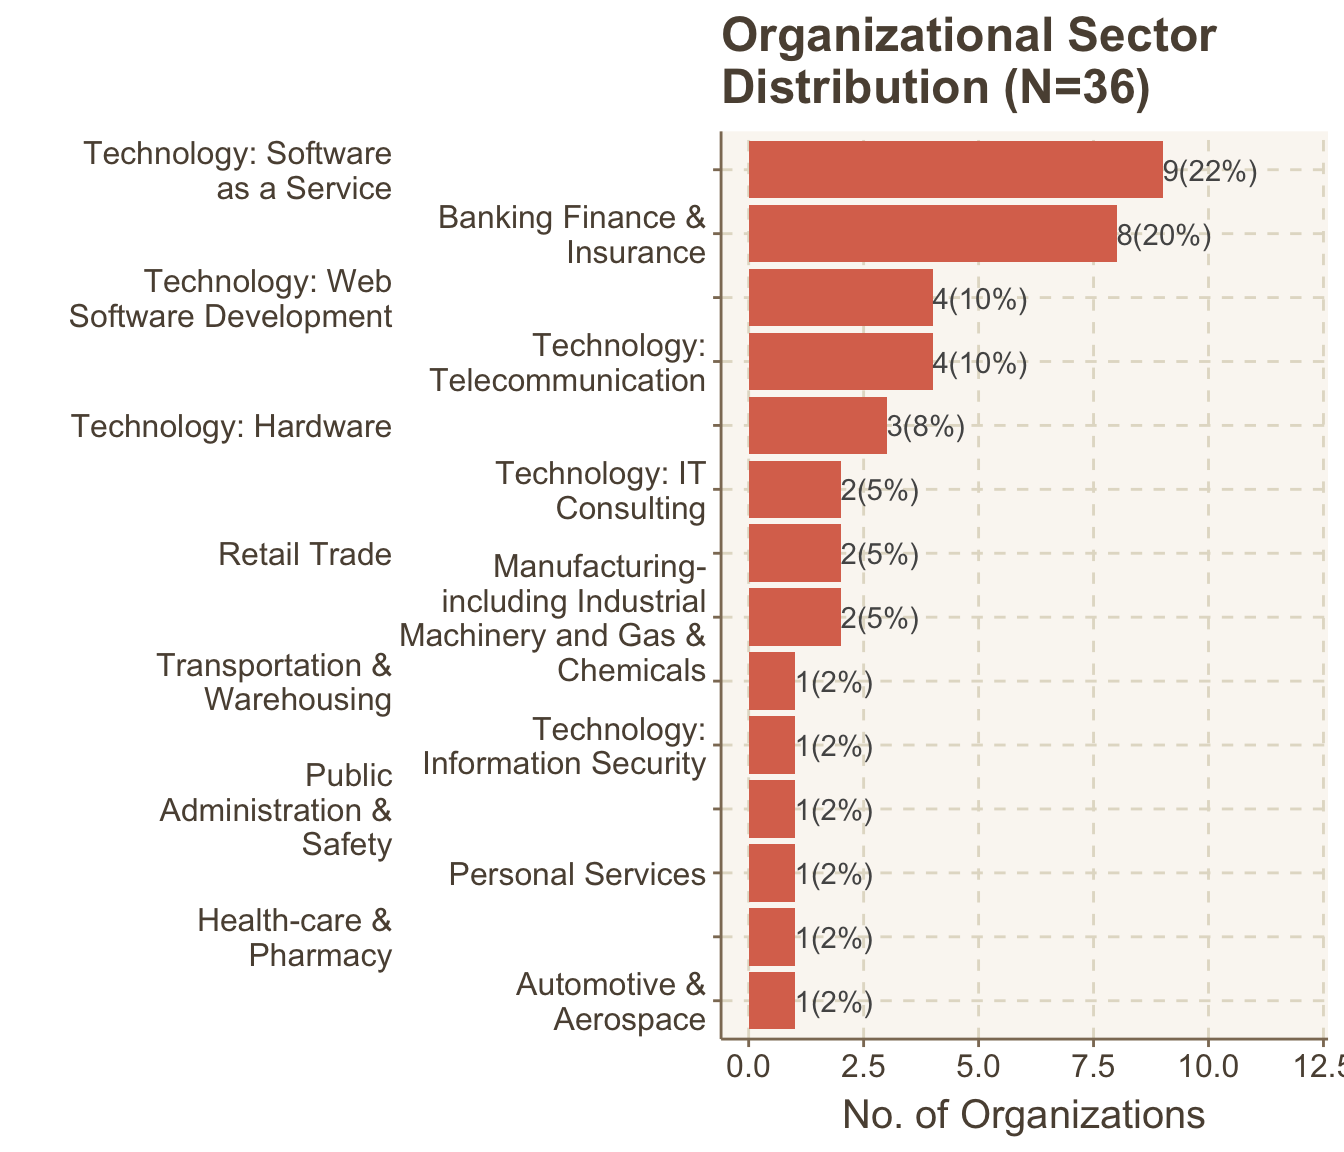 Organizational Sector
Distribution (N=36)
Technology: Software
as a Service
9(22%)
Banking Finance &
Insurance
8(20%)
Technology: Web
Software Development
4(10%)
Technology:
Telecommunication
4(10%)
Technology: Hardware
3(8%)
Technology: IT
Consulting
2(5%)
Retail Trade
2(5%)
Manufacturing-
including Industrial
Machinery and Gas &
Chemicals
2(5%)
Transportation &
Warehousing
1(2%)
Technology:
Information Security
1(2%)
Public
Administration &
Safety
1(2%)
Personal Services
1(2%)
Health-care &
Pharmacy
1(2%)
Automotive &
Aerospace
1(2%)
0.0 2.5 5.0 7.5 10.0 12.5
No. of Organizations